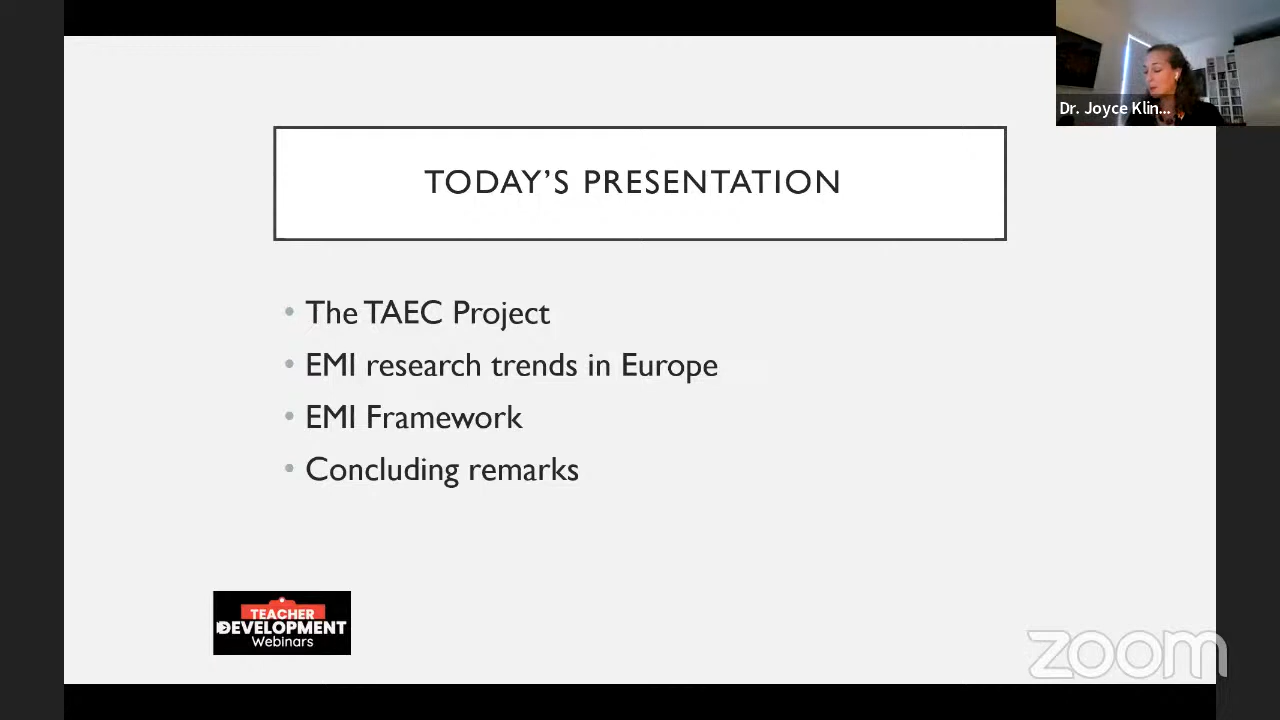 Dr. Joyce Klin...
TODAY’S PRESENTATION
• The TAEC Project
• EMI research trends in Europe
• EMI Framework
• Concluding remarks
TEACHER
DEVELOPMENT
Webinars
zoom